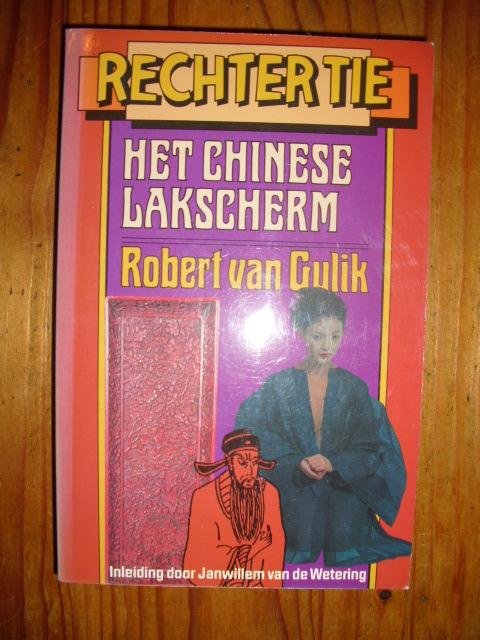 RECHTER TIE
HET CHINESE
LAKSCHERM
Robert van Gulik
Inleiding door Janwillem van de Wetering